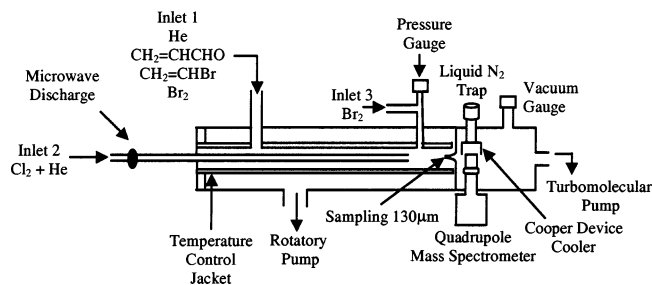 Inlet 1
He
CH₂=CHCHO
CH₂=CHBr
Br₂
Pressure
Gauge
Microwave
Discharge
Inlet 3
Br₂
Liquid N₂
Trap
Vacuum
Gauge
Inlet 2
Cl₂ + He
Turbomolecular
Pump
Sampling 130μm
Cooper Device
Cooler
Temperature
Control
Jacket
Rotatory
Pump
Quadrupole
Mass Spectrometer